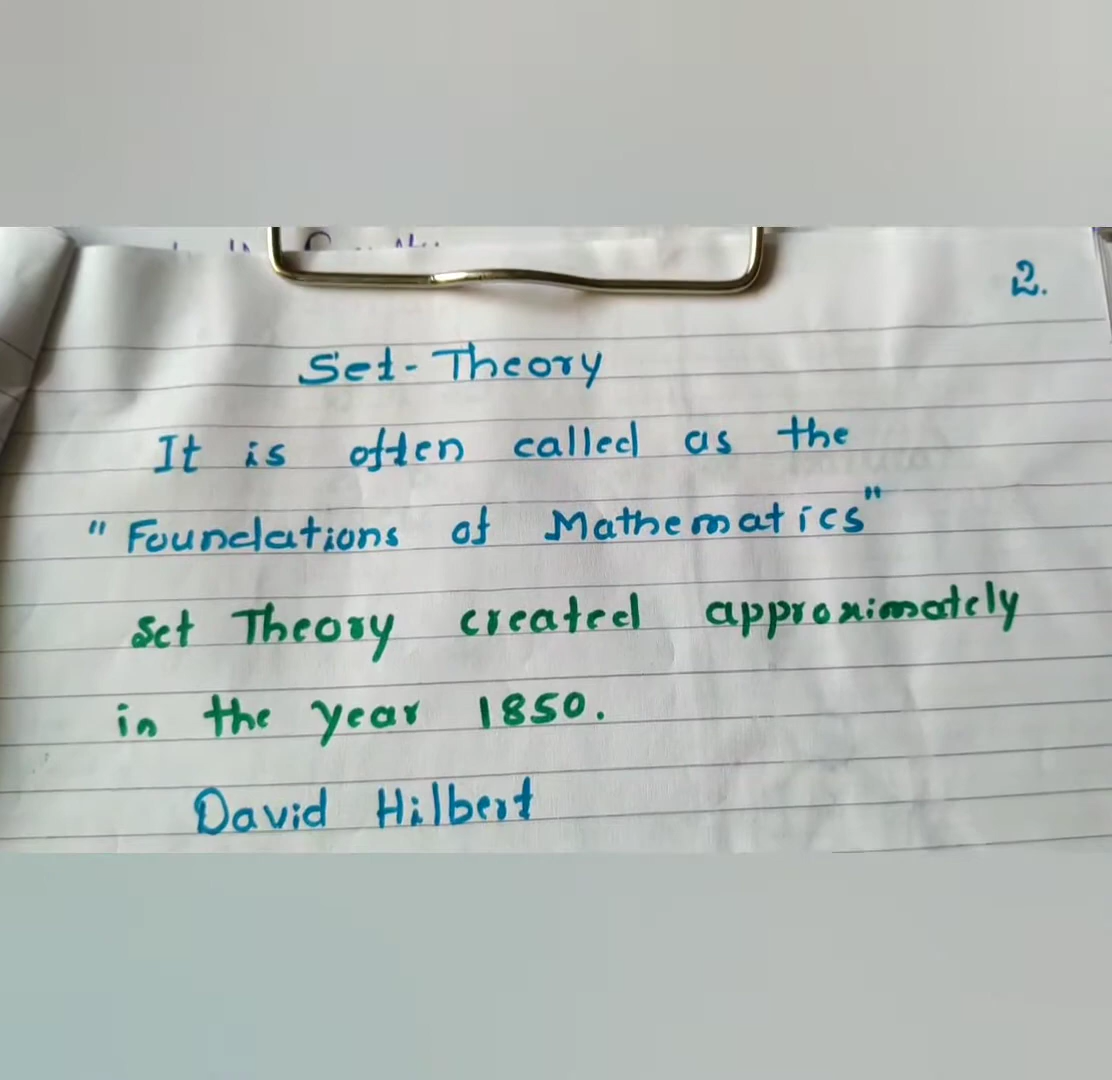 2.
Set-Theory
It is often called as the
"Foundations of Mathematics"
Set Theory created approximately
in the year 1850.
David Hilbert